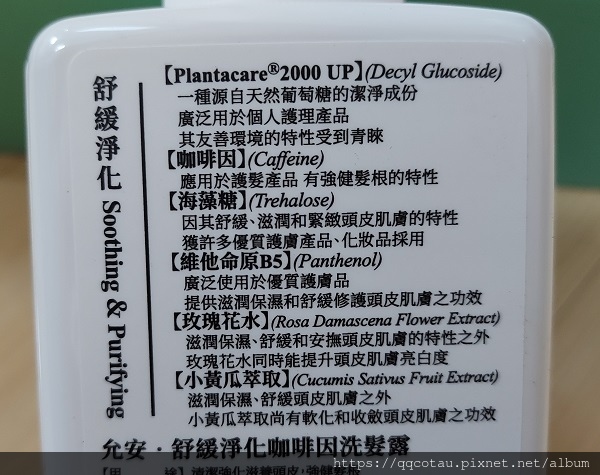 舒緩淨化 Soothing & Purifying
【Plantacare®2000 UP】(Decyl Glucoside)
一種源自天然葡萄糖的潔淨成份
廣泛用於個人護理產品
其友善環境的特性受到青睞
【咖啡因】(Caffeine)
應用於護髮產品 有強健髮根的特性
【海藻糖】(Trehalose)
因其舒緩、滋潤和緊緻頭皮肌膚的特性
獲許多優質護膚產品、化妝品採用
【維他命原B5】(Panthenol)
廣泛使用於優質護膚品
提供滋潤保濕和舒緩修護頭皮肌膚之功效
【玫瑰花水】(Rosa Damascena Flower Extract)
滋潤保濕、舒緩和安撫頭皮肌膚的特性之外
玫瑰花水同時能提升頭皮肌膚亮白度
【小黃瓜萃取】(Cucumis Sativus Fruit Extract)
滋潤保濕、舒緩頭皮肌膚之外
小黃瓜萃取尚有軟化和收斂頭皮肌膚之功效
允安・舒緩淨化咖啡因洗髮露
https://qqcotau.pixnet.net/album